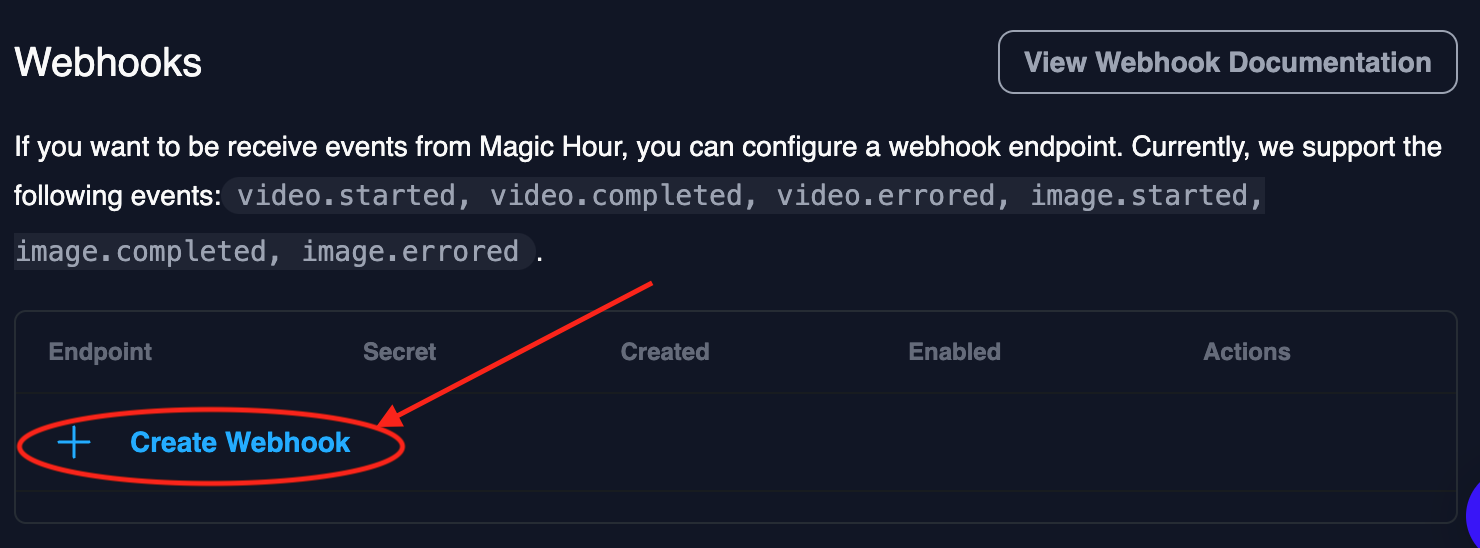 Webhooks
View Webhook Documentation
If you want to be receive events from Magic Hour, you can configure a webhook endpoint. Currently, we support the
following events: video.started, video.completed, video.errored, image.started,
image.completed, image.errored .
Endpoint Secret Created Enabled Actions
+ Create Webhook